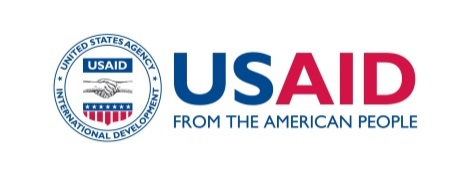 UNITED STATES AGENCY
USAID
INTERNATIONAL DEVELOPMENT
USAID
FROM THE AMERICAN PEOPLE